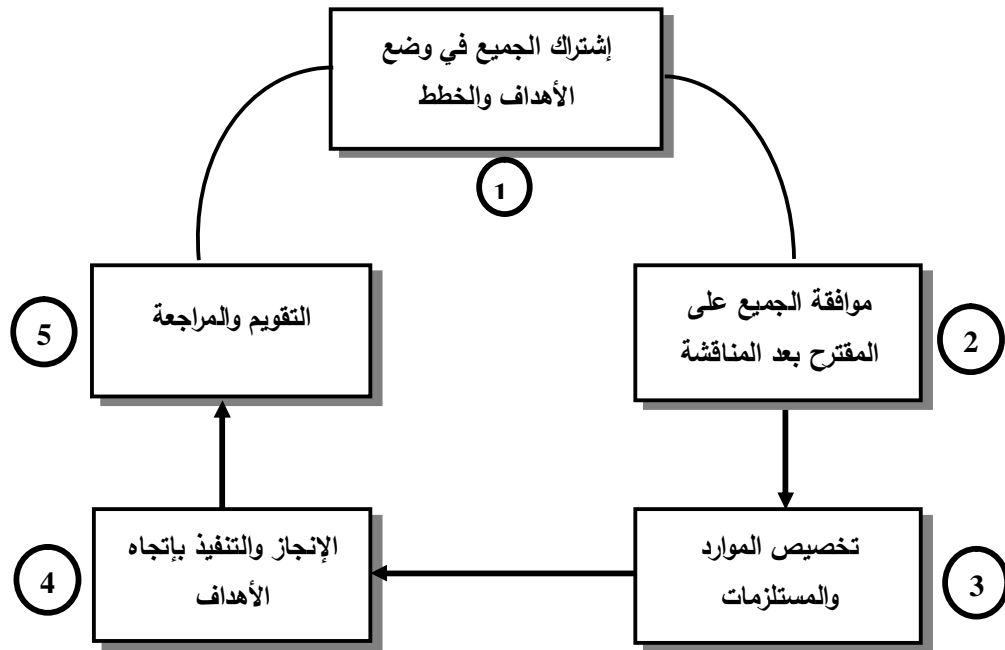 إشتراك الجميع في وضع
الأهداف والخطط
1
موافقة الجميع على
المقترح بعد المناقشة
2
تخصيص الموارد
والمستلزمات
3
الإنجاز والتنفيذ بإتجاه
الأهداف
4
التقويم والمراجعة
5